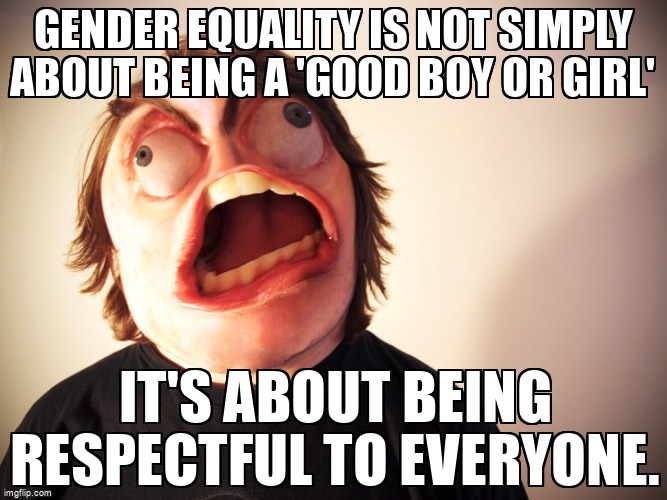 GENDER EQUALITY IS NOT SIMPLY
ABOUT BEING A 'GOOD BOY OR GIRL'
IT'S ABOUT BEING
RESPECTFUL TO EVERYONE.
imgflip.com